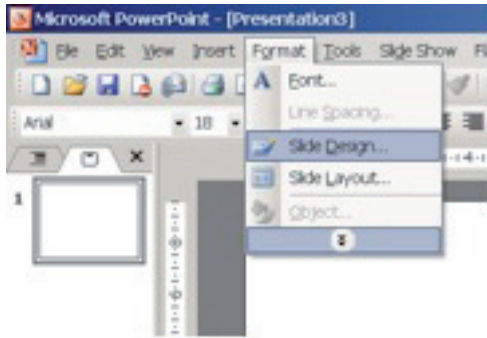 Microsoft PowerPoint - [Presentation3]
File Edit View Insert Format Tools Slide Show
Font...
Line Spacing...
Arial 18
Slide Design...
Slide Layout...
1
Object...